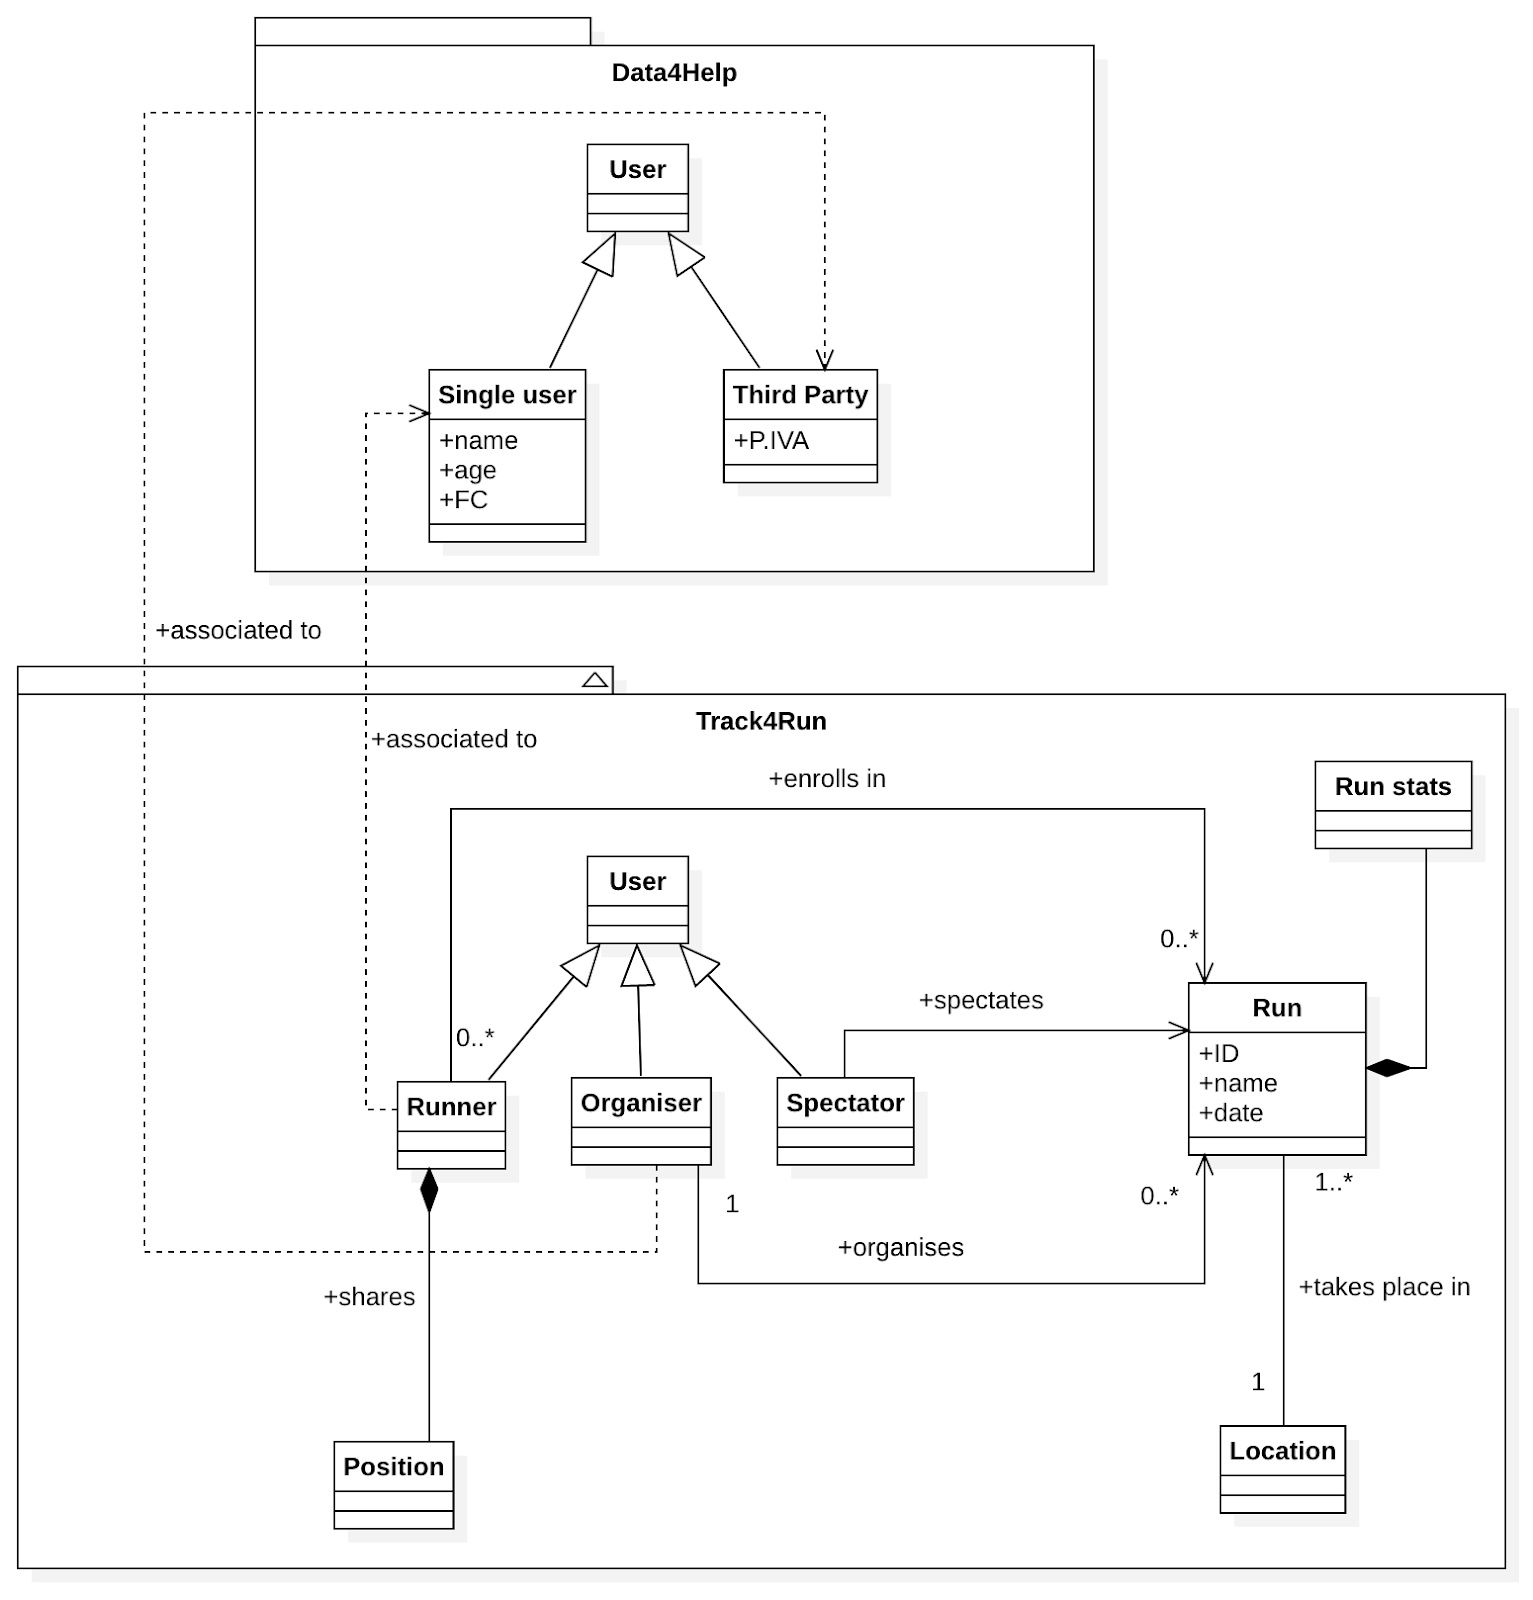 Data4Help
User
Single user
+name
+age
+FC
Third Party
+P.IVA
+associated to
Track4Run
+associated to
+enrolls in
Run stats
User
0..*
+spectates
Run
+ID
+name
+date
0..*
Runner
Organiser
Spectator
1
0..*
1..*
+organises
+shares
+takes place in
1
Position
Location